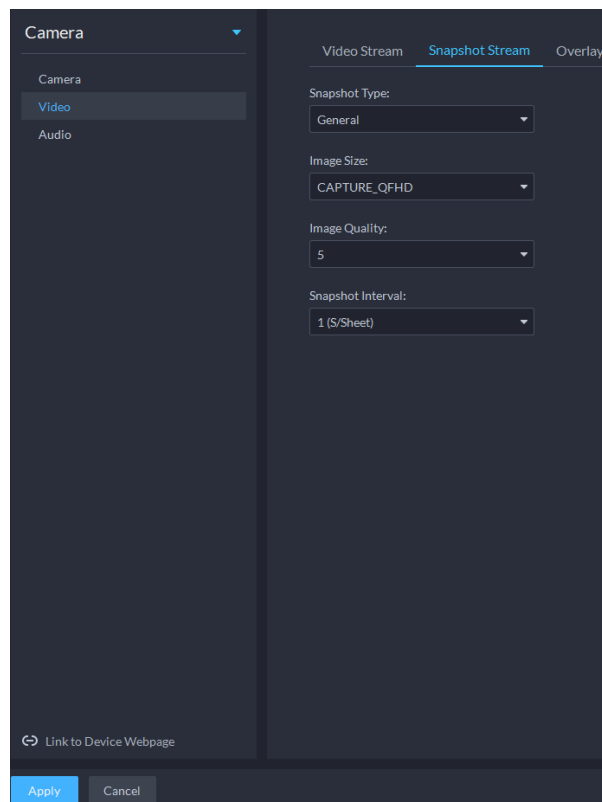 Camera
Camera
Video
Audio
Link to Device Webpage
Video Stream Snapshot Stream Overlay
Snapshot Type:
General
Image Size:
CAPTURE_QFHD
Image Quality:
5
Snapshot Interval:
1 (S/Sheet)
Apply Cancel